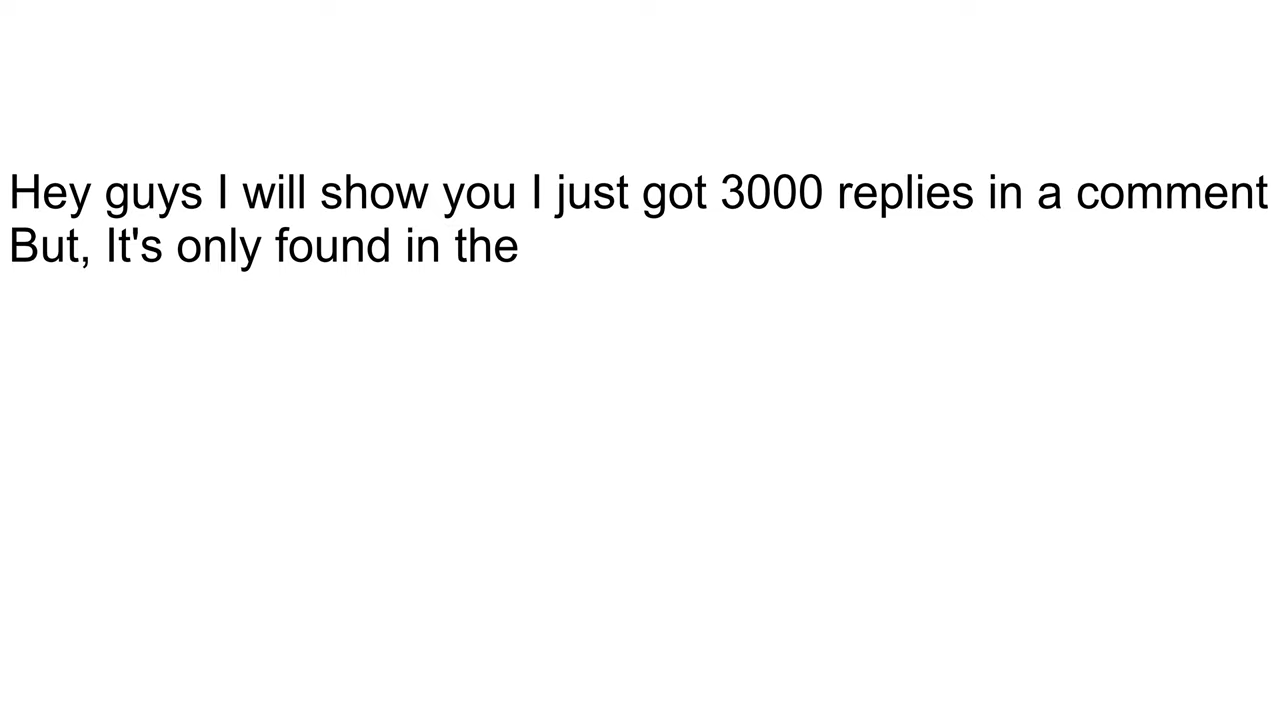 Hey guys I will show you I just got 3000 replies in a comment
But, It's only found in the